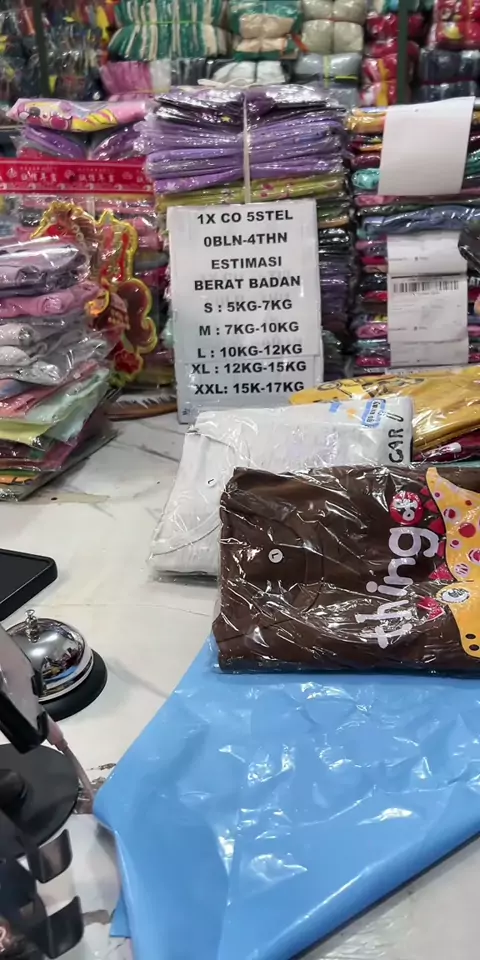 1X CO 5STEL
0BLN-4THN
ESTIMASI
BERAT BADAN
S : 5KG-7KG
M : 7KG-10KG
L : 10KG-12KG
XL : 12KG-15KG
XXL: 15K-17KG
CAR
L
L
thing